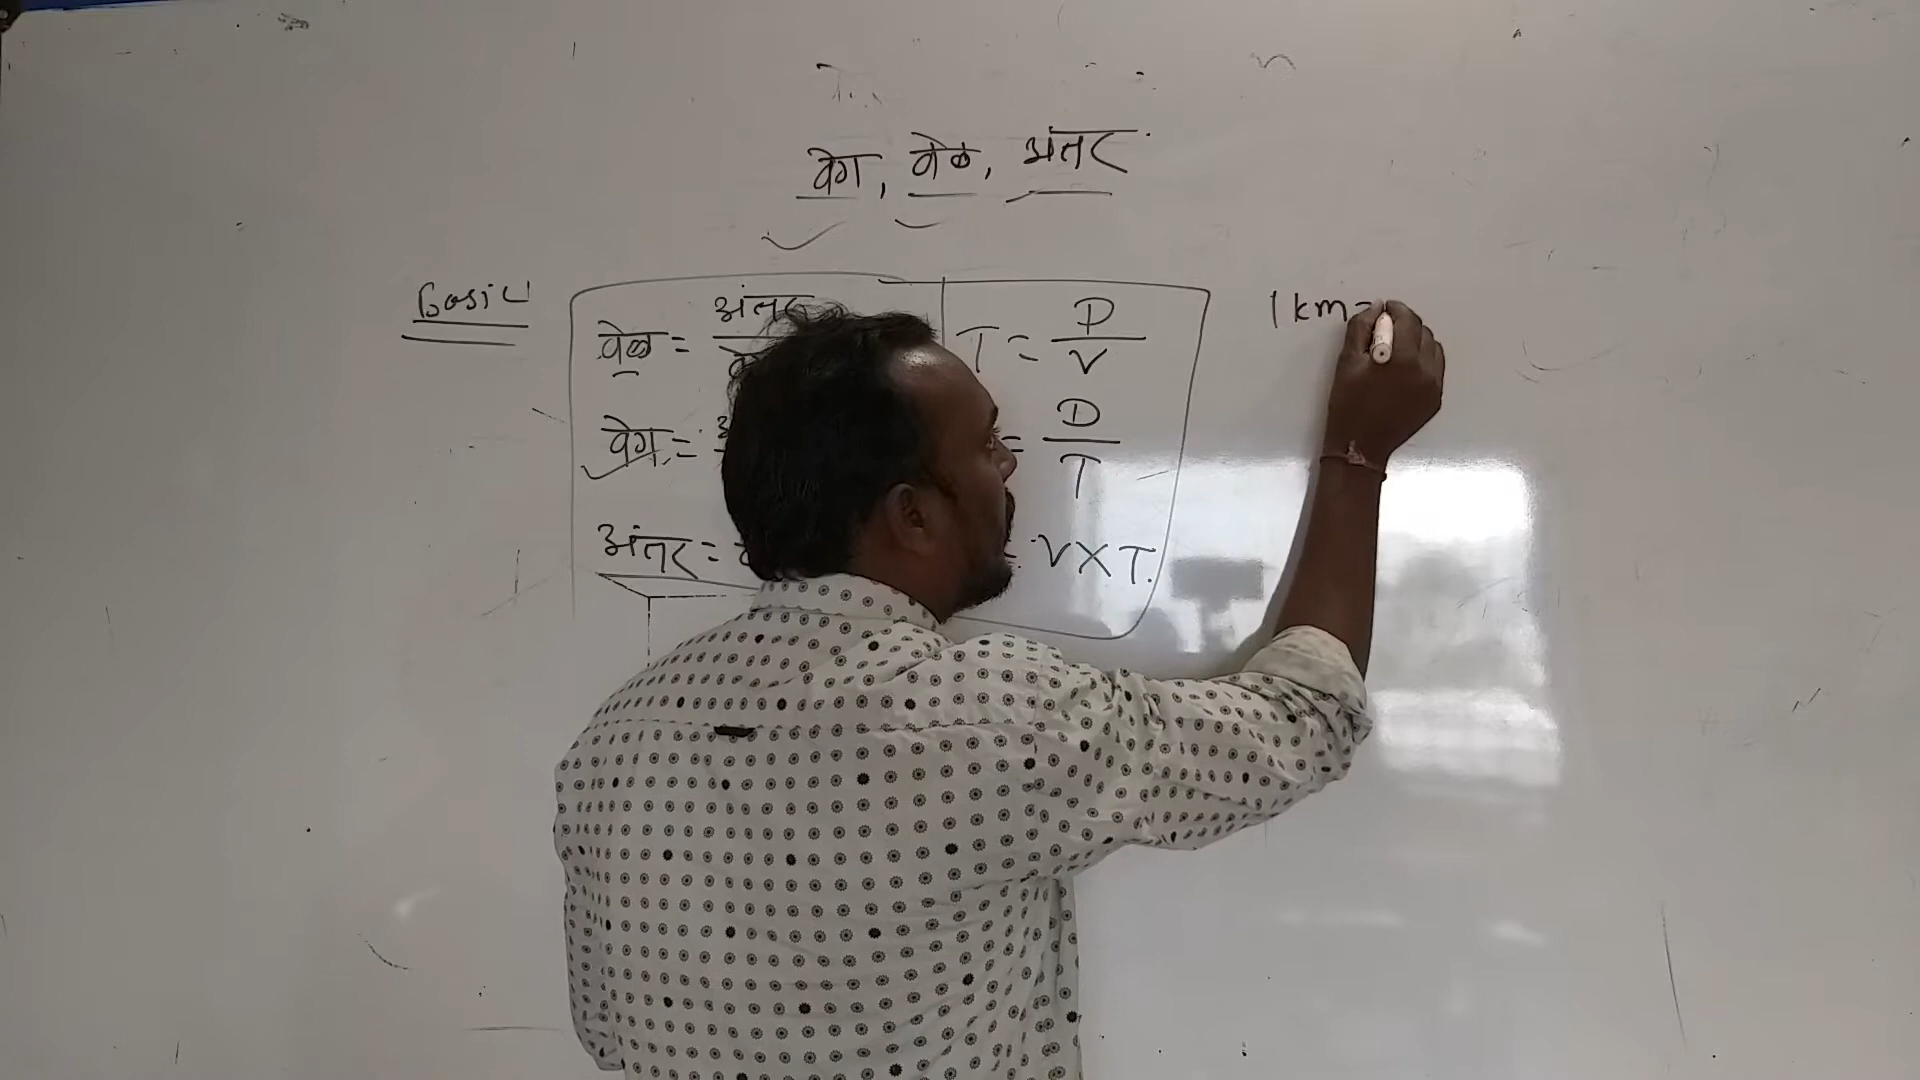 वेग, वेळ, अंतर
Basic
वेळ = अंतर
T = D / V
1 km =
वेग =
= D / T
अंतर =
V X T.